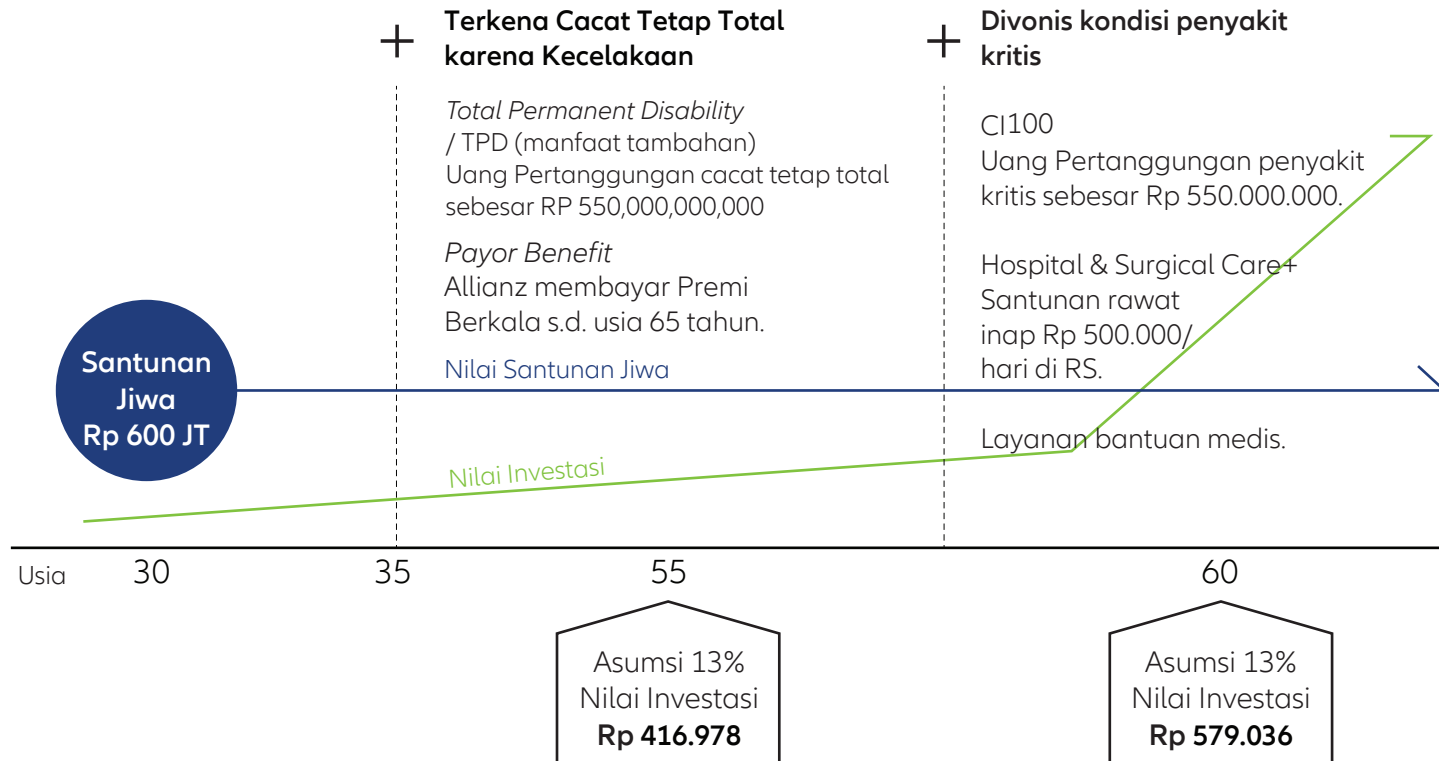 +
Terkena Cacat Tetap Total
karena Kecelakaan
Total Permanent Disability
/ TPD (manfaat tambahan)
Uang Pertanggungan cacat tetap total
sebesar RP 550,000,000,000
Payor Benefit
Allianz membayar Premi
Berkala s.d. usia 65 tahun.
+
Divonis kondisi penyakit
kritis
CI100
Uang Pertanggungan penyakit
kritis sebesar Rp 550.000.000.
Hospital & Surgical Care+
Santunan rawat
inap Rp 500.000/
hari di RS.
Layanan bantuan medis.
Santunan
Jiwa
Rp 600 JT
Nilai Santunan Jiwa
Nilai Investasi
Usia 30 35 55 60
Asumsi 13%
Nilai Investasi
Rp 416.978
Asumsi 13%
Nilai Investasi
Rp 579.036